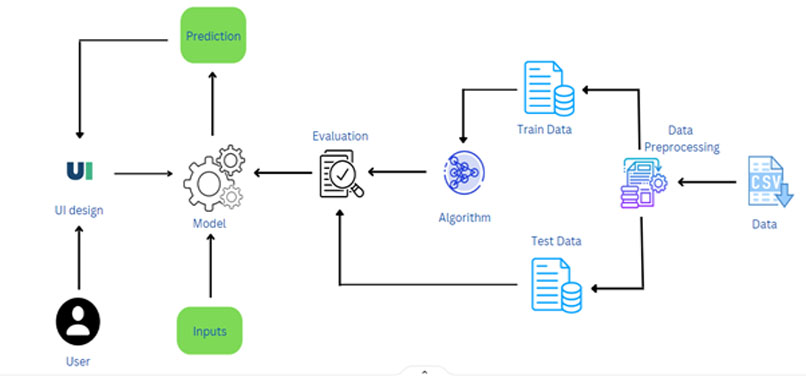 Prediction
Train Data
Evaluation
Data
Preprocessing
UI
CSV
UI design
Model
Algorithm
Data
Test Data
Inputs
User